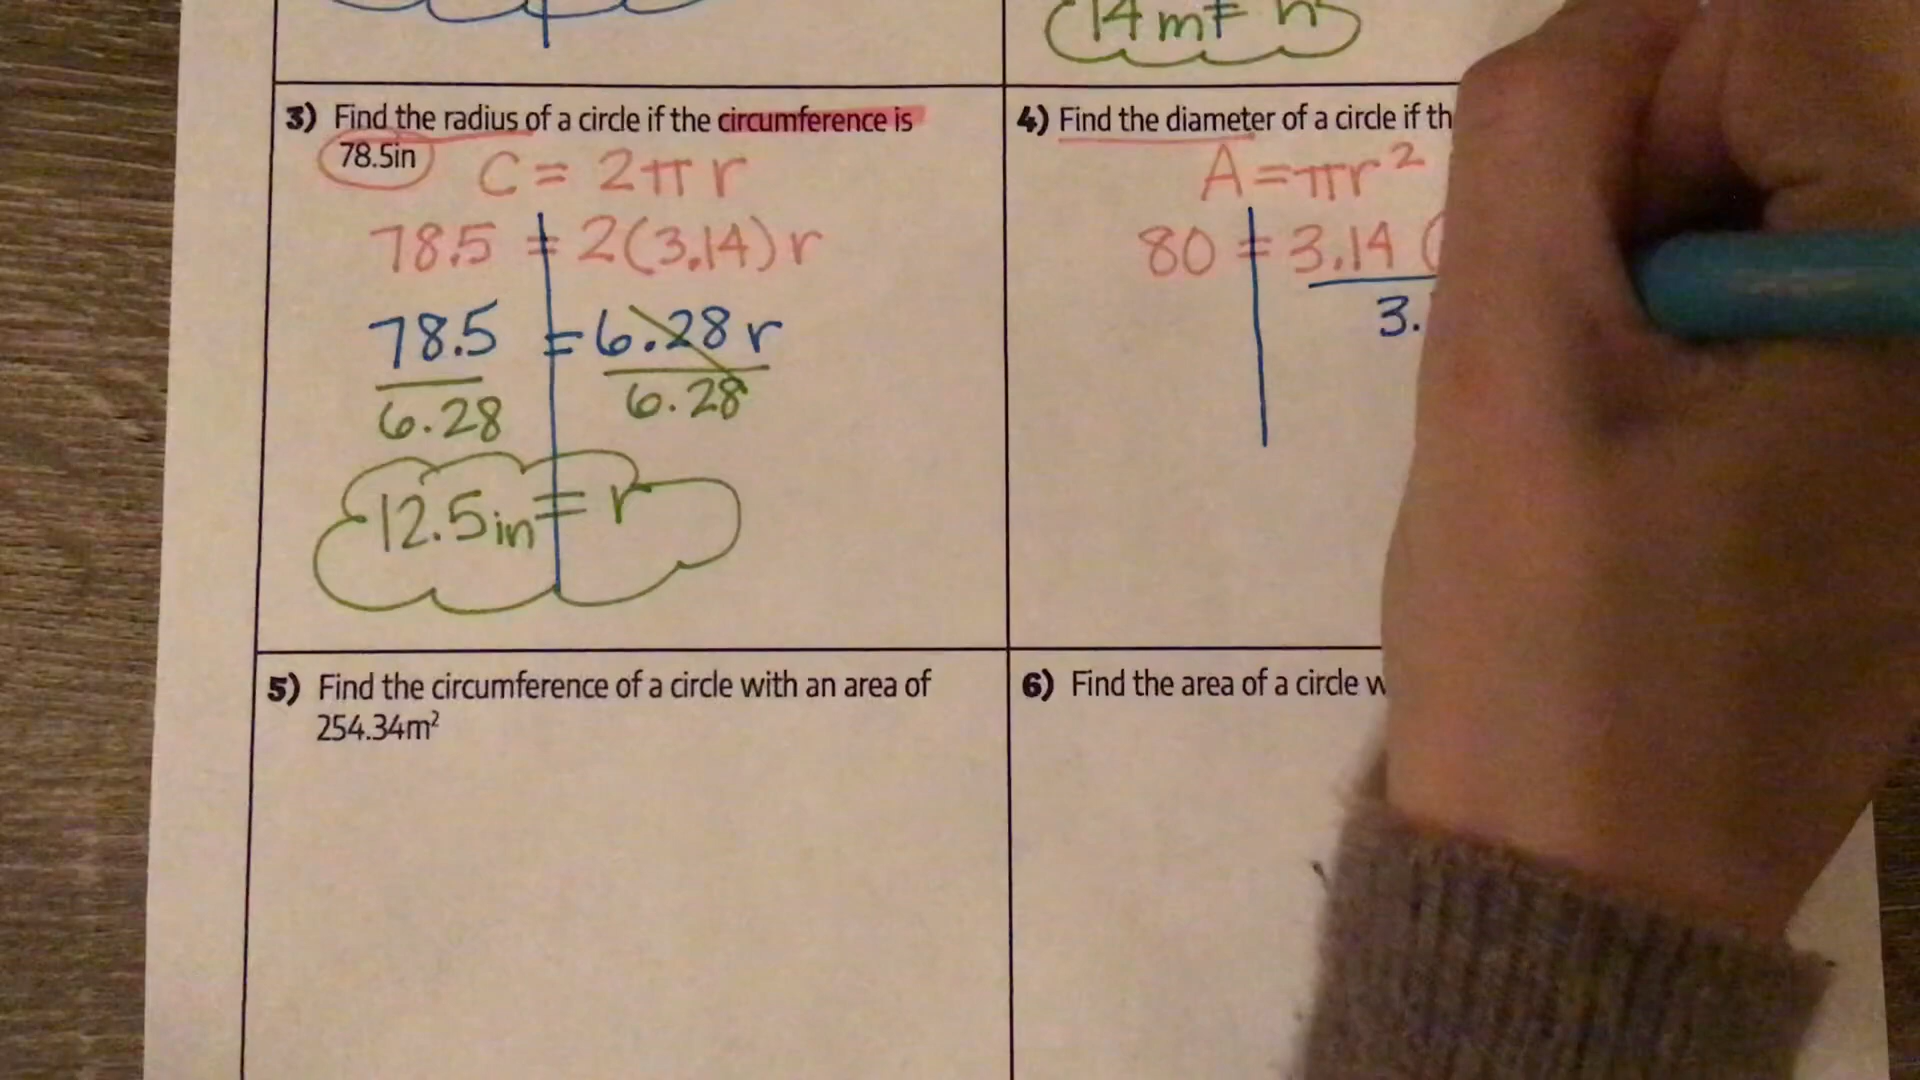 14 m = h
3) Find the radius of a circle if the circumference is
78.5in
C = 2πr
78.5 = 2(3.14)r
78.5 = 6.28r
6.28 6.28
12.5in = r
4) Find the diameter of a circle if th
A = πr²
80 = 3.14 (
3.
5) Find the circumference of a circle with an area of
254.34m²
6) Find the area of a circle w